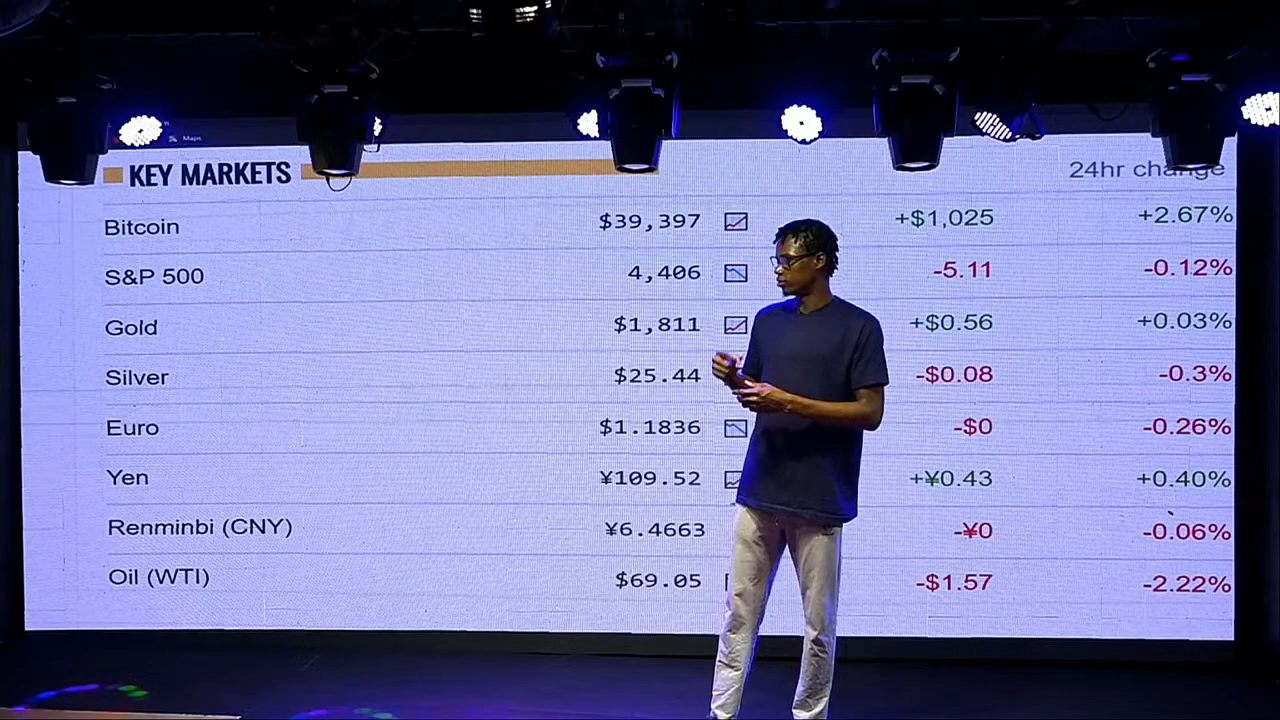 Maps
KEY MARKETS
24hr change
Bitcoin $39,397 +$1,025 +2.67%
S&P 500 4,406 -5.11 -0.12%
Gold $1,811 +$0.56 +0.03%
Silver $25.44 -$0.08 -0.3%
Euro $1.1836 -$0 -0.26%
Yen ¥109.52 +¥0.43 +0.40%
Renminbi (CNY) ¥6.4663 -¥0 -0.06%
Oil (WTI) $69.05 -$1.57 -2.22%